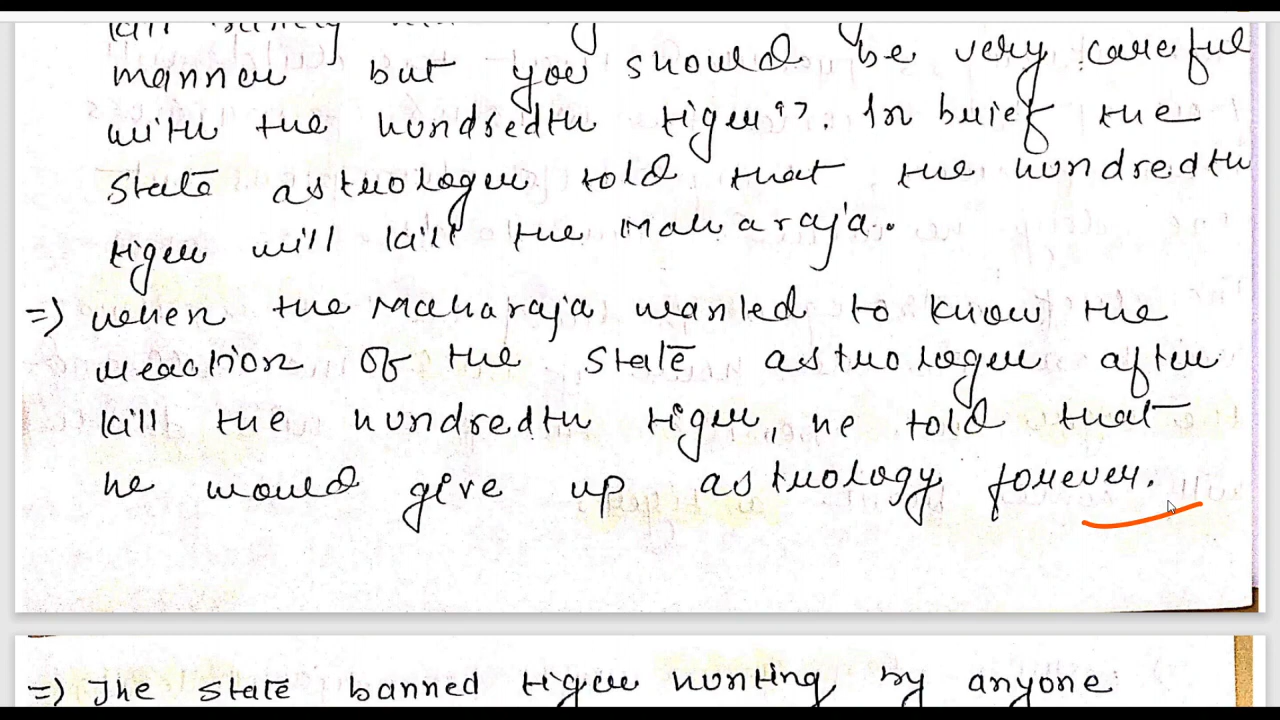 kill
manner but you should be very careful
with the hundredth tiger". In brief the
State astrologer told that the hundredth
tiger will kill the Maharaja.
=> When the Maharaja wanted to know the
reaction of the State astrologer after
kill the hundredth tiger, he told that
he would give up astrology forever.
=> The State banned tiger hunting by anyone